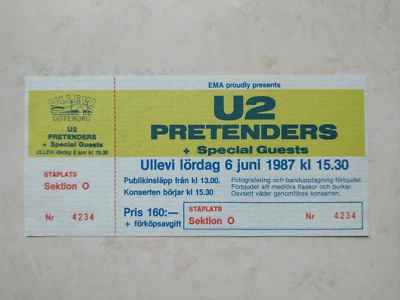 ULLEVI
GÖTEBORG
U2
PRETENDERS
+ Special Guests
ULLEVI lördag 6 juni kl. 15.30
STÅPLATS
Sektion O
Nr 4234
EMA proudly presents
U2
PRETENDERS
+ Special Guests
Ullevi lördag 6 juni 1987 kl 15.30
Publikinsläpp från kl 13.00.
Konserten börjar kl 15.30.
Fotografering och bandupptagning förbjudet.
Förbjudet att medföra flaskor och burkar.
Oavsett väder genomföres konserten.
Pris 160:—
+ förköpsavgift
STÅPLATS
Sektion O
Nr 4234